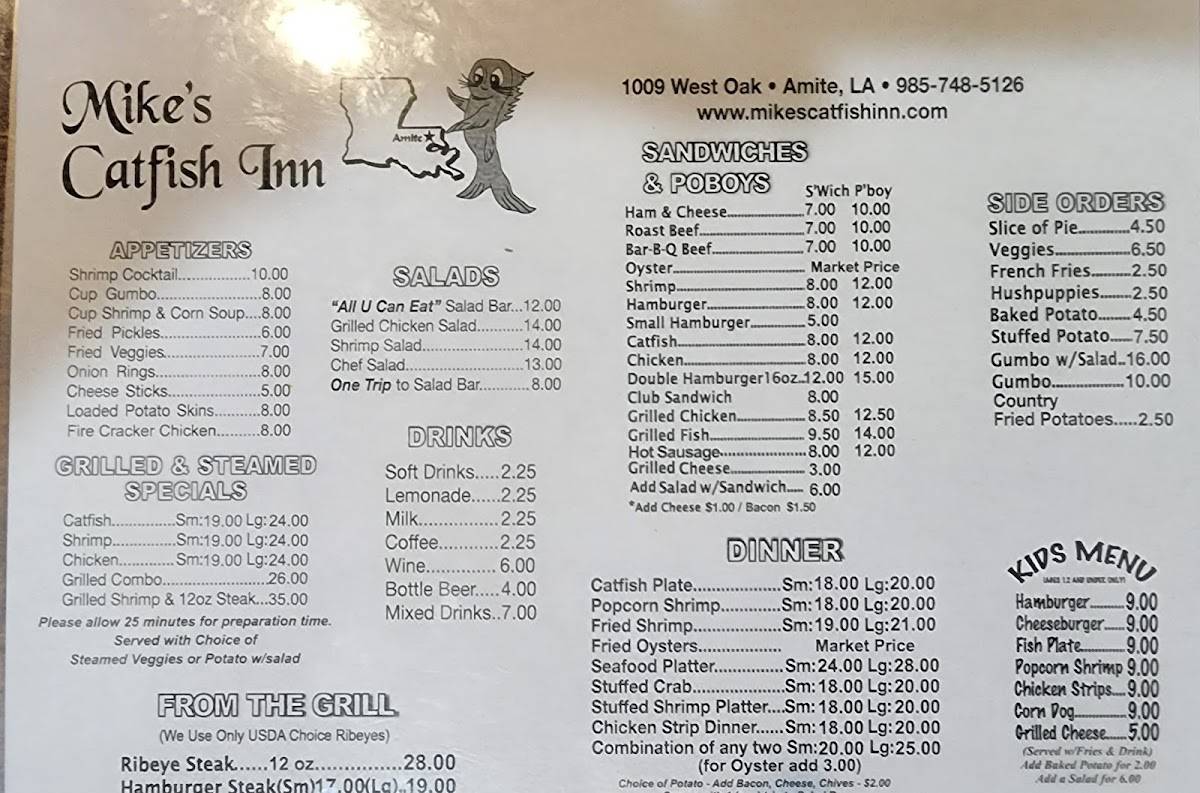 Mike's
Catfish Inn
Amite
1009 West Oak • Amite, LA • 985-748-5126
www.mikescatfishinn.com
APPETIZERS
Shrimp Cocktail................10.00
Cup Gumbo.......................8.00
Cup Shrimp & Corn Soup....8.00
Fried Pickles.....................6.00
Fried Veggies.....................7.00
Onion Rings.......................8.00
Cheese Sticks.....................5.00
Loaded Potato Skins..........8.00
Fire Cracker Chicken..........8.00
GRILLED & STEAMED
SPECIALS
Catfish..............Sm:19.00 Lg:24.00
Shrimp..............Sm:19.00 Lg:24.00
Chicken.............Sm:19.00 Lg:24.00
Grilled Combo.......................26.00
Grilled Shrimp & 12oz Steak...35.00
Please allow 25 minutes for preparation time.
Served with Choice of
Steamed Veggies or Potato w/salad
FROM THE GRILL
(We Use Only USDA Choice Ribeyes)
Ribeye Steak......12 oz...............28.00
Hamburger Steak(Sm)17.00(Lg)..19.00
SALADS
"All U Can Eat" Salad Bar...12.00
Grilled Chicken Salad..........14.00
Shrimp Salad......................14.00
Chef Salad.........................13.00
One Trip to Salad Bar...........8.00
DRINKS
Soft Drinks.....2.25
Lemonade......2.25
Milk................2.25
Coffee............2.25
Wine..............6.00
Bottle Beer.....4.00
Mixed Drinks..7.00
SANDWICHES
& POBOYS
S'Wich P'boy
Ham & Cheese..................7.00 10.00
Roast Beef.......................7.00 10.00
Bar-B-Q Beef....................7.00 10.00
Oyster.............................. Market Price
Shrimp.............................8.00 12.00
Hamburger.......................8.00 12.00
Small Hamburger.............5.00
Catfish.............................8.00 12.00
Chicken............................8.00 12.00
Double Hamburger16oz..12.00 15.00
Club Sandwich 8.00
Grilled Chicken................8.50 12.50
Grilled Fish......................9.50 14.00
Hot Sausage....................8.00 12.00
Grilled Cheese.................3.00
Add Salad w/Sandwich.... 6.00
*Add Cheese $1.00 / Bacon $1.50
DINNER
Catfish Plate....................Sm:18.00 Lg:20.00
Popcorn Shrimp..............Sm:18.00 Lg:20.00
Fried Shrimp...................Sm:19.00 Lg:21.00
Fried Oysters.................. Market Price
Seafood Platter...............Sm:24.00 Lg:28.00
Stuffed Crab....................Sm:18.00 Lg:20.00
Stuffed Shrimp Platter....Sm:18.00 Lg:20.00
Chicken Strip Dinner......Sm:18.00 Lg:20.00
Combination of any two Sm:20.00 Lg:25.00
(for Oyster add 3.00)
Choice of Potato - Add Bacon, Cheese, Chives - $2.00
SIDE ORDERS
Slice of Pie.............4.50
Veggies..................6.50
French Fries..........2.50
Hushpuppies........2.50
Baked Potato........4.50
Stuffed Potato......7.50
Gumbo w/Salad..16.00
Gumbo.................10.00
Country
Fried Potatoes.....2.50
KIDS MENU
(AGES 12 AND UNDER ONLY)
Hamburger..........9.00
Cheeseburger......9.00
Fish Plate............9.00
Popcorn Shrimp 9.00
Chicken Strips....9.00
Corn Dog.............9.00
Grilled Cheese.....5.00
(Served w/Fries & Drink)
Add Baked Potato for 2.00
Add a Salad for 6.00